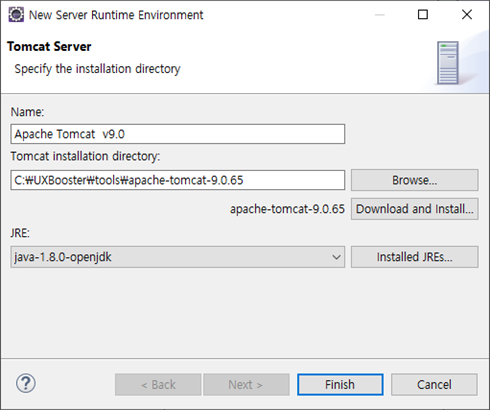 New Server Runtime Environment
Tomcat Server
Specify the installation directory
Name:
Apache Tomcat v9.0
Tomcat installation directory:
C:₩UXBooster₩tools₩apache-tomcat-9.0.65
Browse...
apache-tomcat-9.0.65
Download and Install...
JRE:
java-1.8.0-openjdk
Installed JREs...
?
< Back
Next >
Finish
Cancel